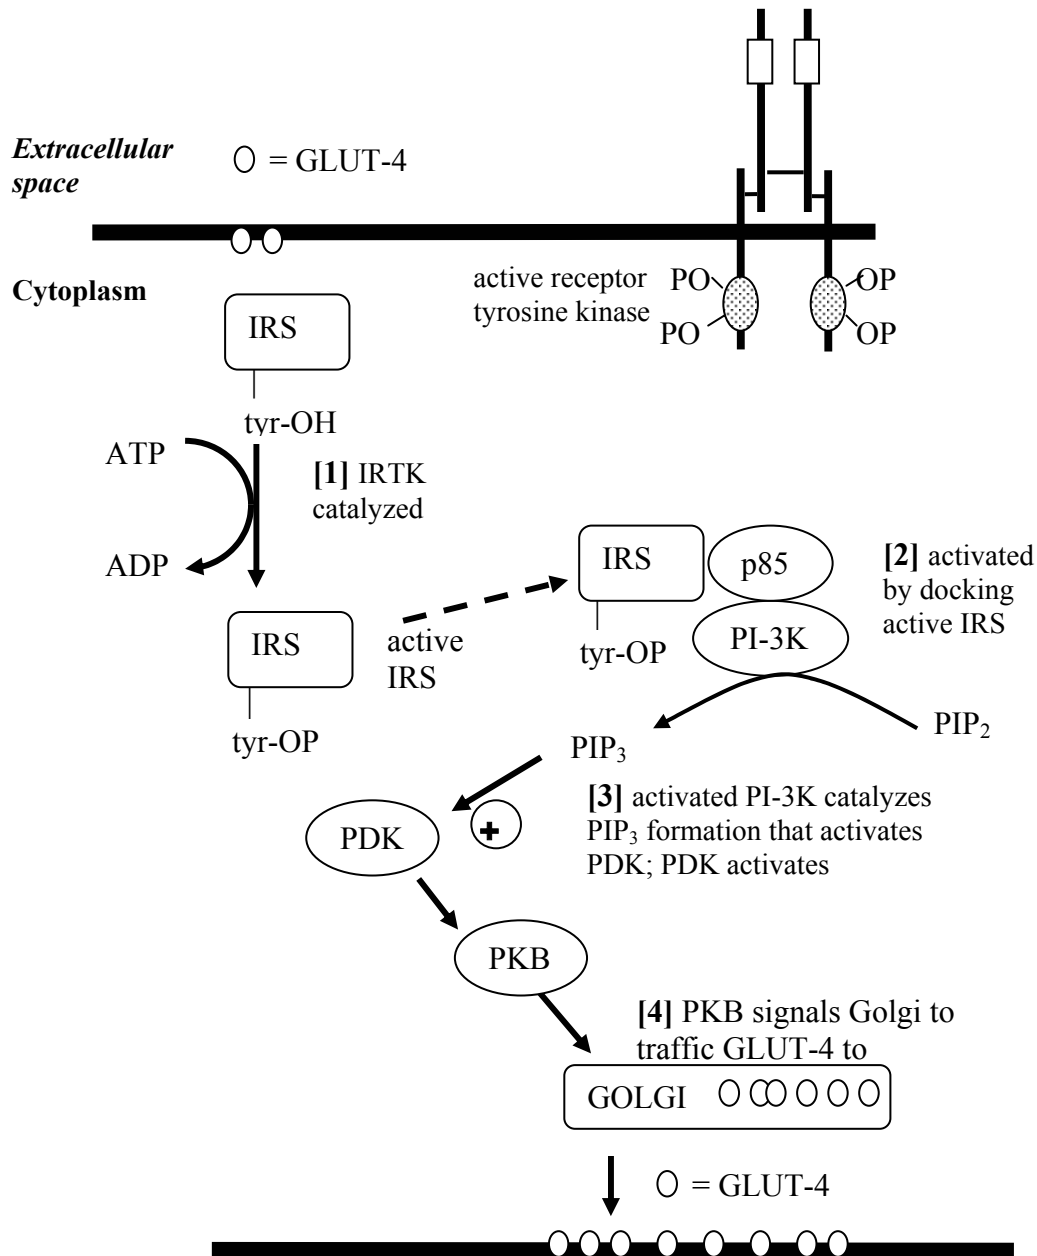 Extracellular
space
= GLUT-4
Cytoplasm
active receptor
tyrosine kinase
PO
OP
PO
OP
IRS
tyr-OH
ATP
[1] IRTK
catalyzed
ADP
IRS
tyr-OP
active
IRS
IRS
p85
[2] activated
by docking
active IRS
PI-3K
tyr-OP
PIP₂
PIP₃
[3] activated PI-3K catalyzes
PIP₃ formation that activates
PDK; PDK activates
PDK
+
PKB
[4] PKB signals Golgi to
traffic GLUT-4 to
GOLGI
= GLUT-4